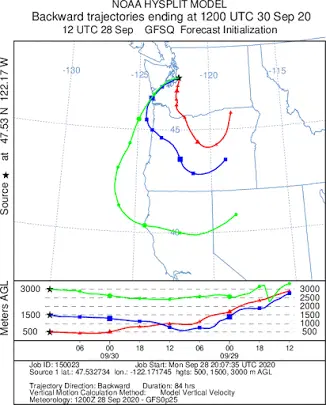 NOAA HYSPLIT MODEL
Backward trajectories ending at 1200 UTC 30 Sep 20
12 UTC 28 Sep    GFSQ  Forecast Initialization
-130
-125
-120
-115
45
40
Source ★ at 47.53 N 122.17 W
Meters AGL
3000
1500
500
3000
2500
2000
1500
1000
500
06 00 18 12 06 00 18 12
09/30 09/29
Job ID: 150023 Job Start: Mon Sep 28 20:07:35 UTC 2020
Source 1 lat.: 47.532734 lon.: -122.171745 hgts: 500, 1500, 3000 m AGL
Trajectory Direction: Backward Duration: 84 hrs
Vertical Motion Calculation Method: Model Vertical Velocity
Meteorology: 1200Z 28 Sep 2020 - GFS0p25